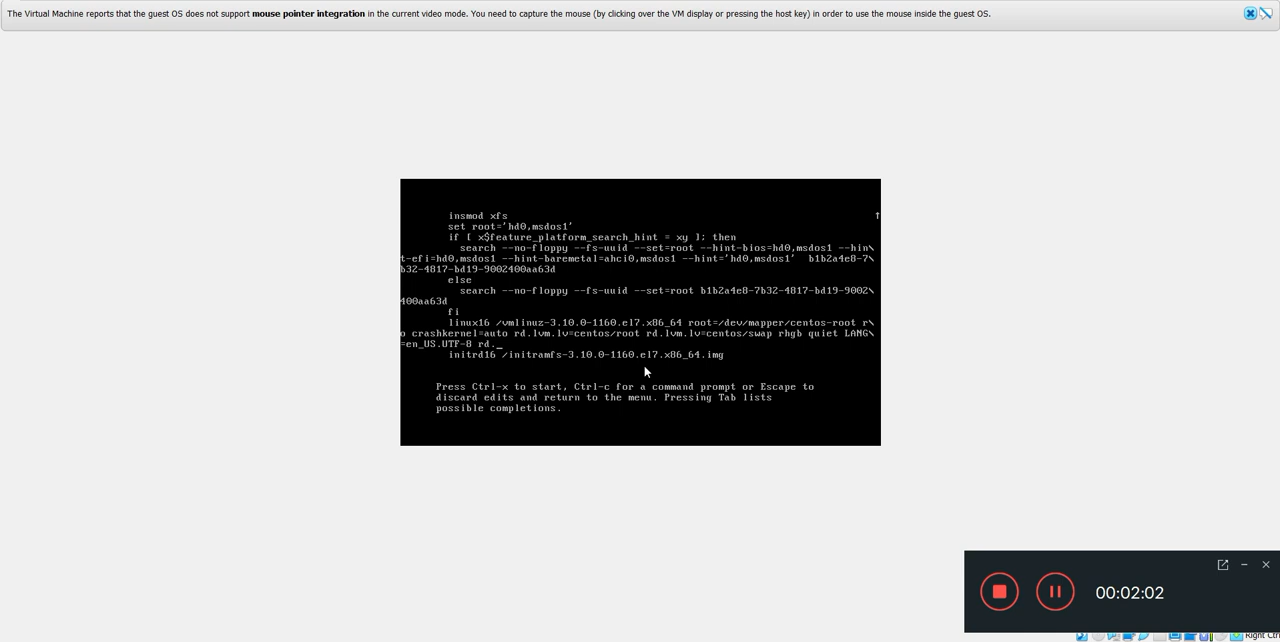 The Virtual Machine reports that the guest OS does not support mouse pointer integration in the current video mode. You need to capture the mouse (by clicking over the VM display or pressing the host key) in order to use the mouse inside the guest OS.
insmod xfs
set root='hd0,msdos1'
if [ x$feature_platform_search_hint = xy ]; then
search --no-floppy --fs-uuid --set=root --hint-bios=hd0,msdos1 --hin\
t-efi=hd0,msdos1 --hint-baremetal=ahci0,msdos1 --hint='hd0,msdos1'  b1b2a4e8-7\
b32-4817-bd19-9002400aa63d
else
search --no-floppy --fs-uuid --set=root b1b2a4e8-7b32-4817-bd19-9002\
400aa63d
fi
linux16 /vmlinuz-3.10.0-1160.el7.x86_64 root=/dev/mapper/centos-root r\
o crashkernel=auto rd.lvm.lv=centos/root rd.lvm.lv=centos/swap rhgb quiet LANG\
=en_US.UTF-8 rd._
initrd16 /initramfs-3.10.0-1160.el7.x86_64.img
Press Ctrl-x to start, Ctrl-c for a command prompt or Escape to
discard edits and return to the menu. Pressing Tab lists
possible completions.
00:02:02
Right Ctrl